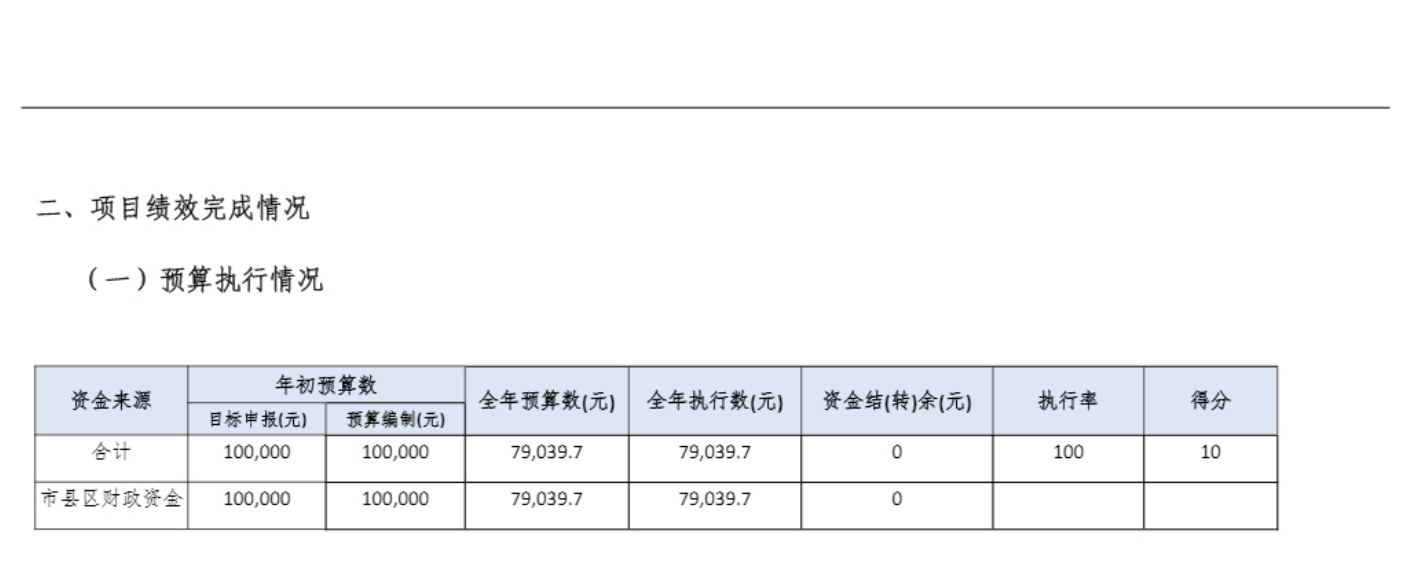 二、项目绩效完成情况
（一）预算执行情况
资金来源 年初预算数 全年预算数(元) 全年执行数(元) 资金结(转)余(元) 执行率 得分
目标申报(元) 预算编制(元)
合计 100,000 100,000 79,039.7 79,039.7 0 100 10
市县区财政资金 100,000 100,000 79,039.7 79,039.7 0